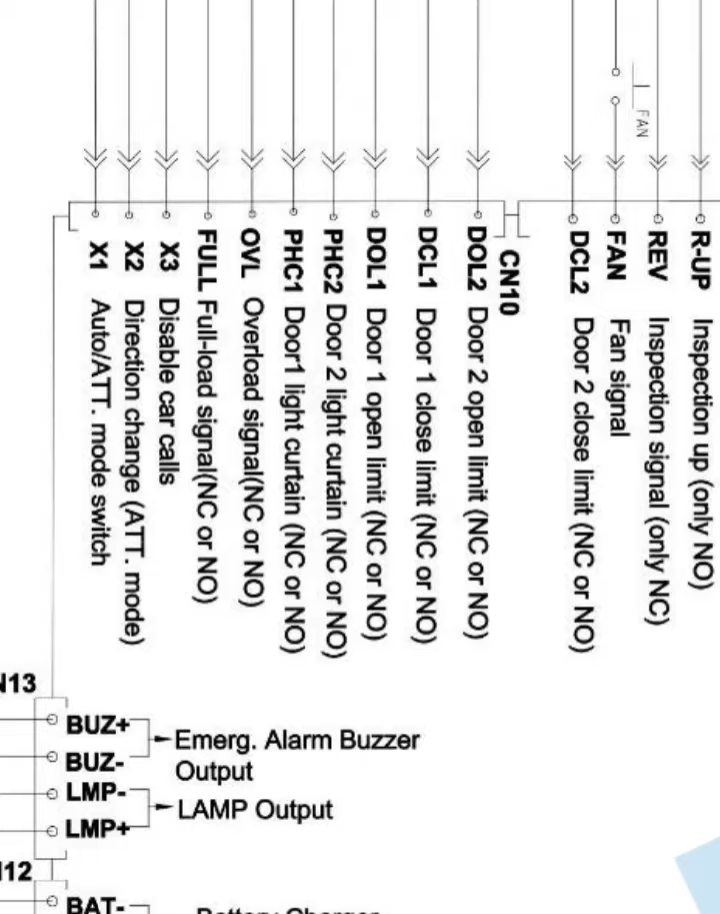 X1 Auto/ATT. mode switch
X2 Direction change (ATT. mode)
X3 Disable car calls
FULL Full-load signal(NC or NO)
OVL Overload signal(NC or NO)
PHC1 Door1 light curtain (NC or NO)
PHC2 Door 2 light curtain (NC or NO)
DOL1 Door 1 open limit (NC or NO)
DCL1 Door 1 close limit (NC or NO)
DOL2 Door 2 open limit (NC or NO)
CN10
DCL2 Door 2 close limit (NC or NO)
FAN Fan signal
FAN
REV Inspection signal (only NC)
R-UP Inspection up (only NO)
N13
BUZ+
BUZ-
Emerg. Alarm Buzzer
Output
LMP-
LMP+
LAMP Output
12
BAT-
Battery Charger